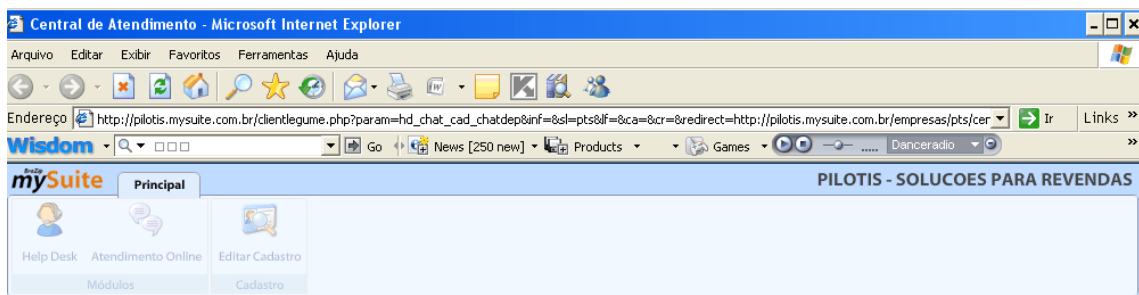 Central de Atendimento - Microsoft Internet Explorer
Arquivo Editar Exibir Favoritos Ferramentas Ajuda
Endereço http://pilotis.mysuite.com.br/clientlegume.php?param=hd_chat_cad_chatdep&inf=&sl=pts&lf=&ca=&cr=&redirect=http://pilotis.mysuite.com.br/empresas/pts/cer Ir Links »
Wisdom Go News [250 new] Products Games ..... Danceradio »
BraZip mySuite Principal PILOTIS - SOLUCOES PARA REVENDAS
Help Desk Atendimento Online Editar Cadastro
Módulos Cadastro